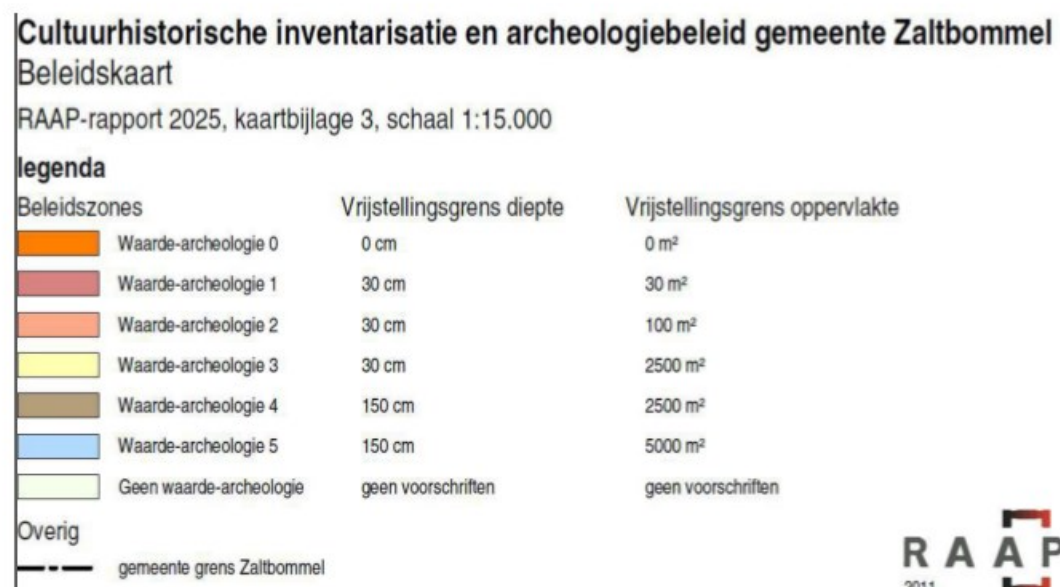 Cultuurhistorische inventarisatie en archeologiebeleid gemeente Zaltbommel
Beleidskaart
RAAP-rapport 2025, kaartbijlage 3, schaal 1:15.000
legenda
Beleidszones Vrijstellingsgrens diepte Vrijstellingsgrens oppervlakte
Waarde-archeologie 0 0 cm 0 m²
Waarde-archeologie 1 30 cm 30 m²
Waarde-archeologie 2 30 cm 100 m²
Waarde-archeologie 3 30 cm 2500 m²
Waarde-archeologie 4 150 cm 2500 m²
Waarde-archeologie 5 150 cm 5000 m²
Geen waarde-archeologie geen voorschriften geen voorschriften
Overig
gemeente grens Zaltbommel
RAAP
2011